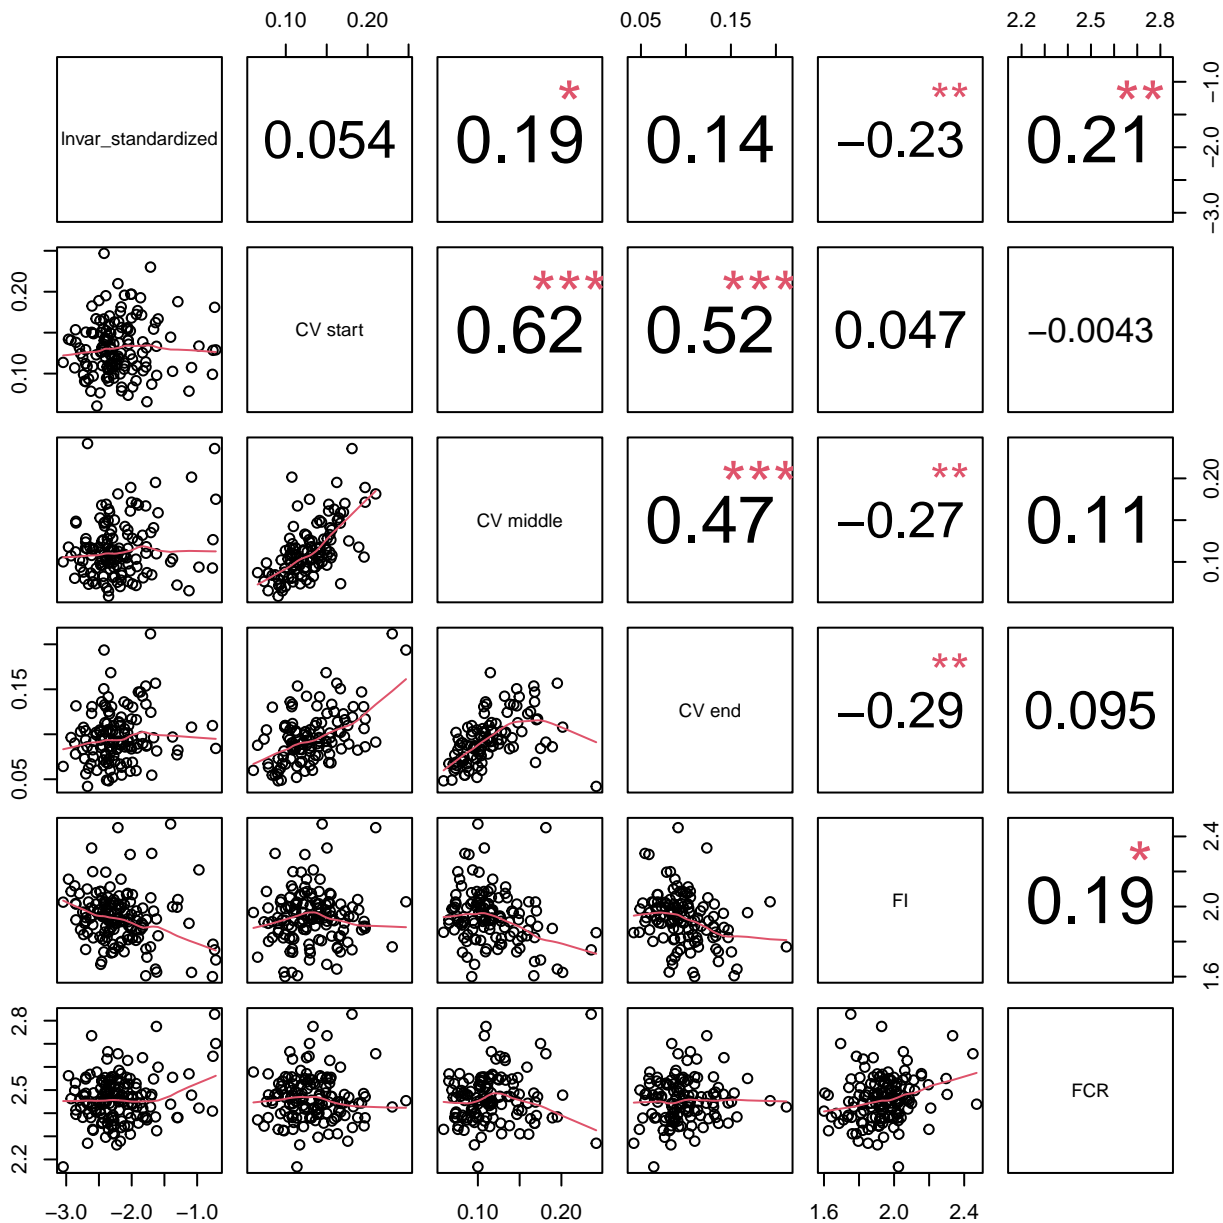 0.10 0.20 0.05 0.15 2.2 2.5 2.8
lnvar_standardized 0.054 0.19 * 0.14 −0.23 ** 0.21 ** −3.0 −2.0 −1.0
0.10 0.20 CV start 0.62 *** 0.52 *** 0.047 −0.0043
CV middle 0.47 *** −0.27 ** 0.11 0.10 0.20
0.05 0.15 CV end −0.29 ** 0.095
FI 0.19 * 1.6 2.0 2.4
2.2 2.5 2.8 FCR
−3.0 −2.0 −1.0 0.10 0.20 1.6 2.0 2.4